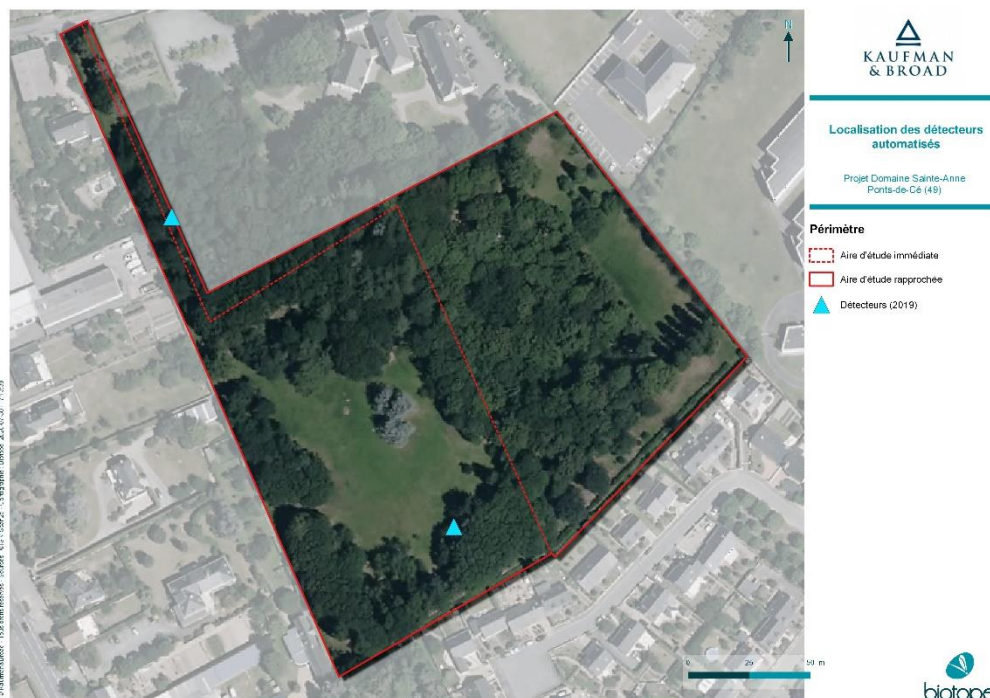 N
KAUFMAN
& BROAD
Localisation des détecteurs
automatisés
Projet Domaine Sainte-Anne
Ponts-de-Cé (49)
Périmètre
Aire d'étude immédiate
Aire d'étude rapprochée
Détecteurs (2019)
0 25 50 m
biotope